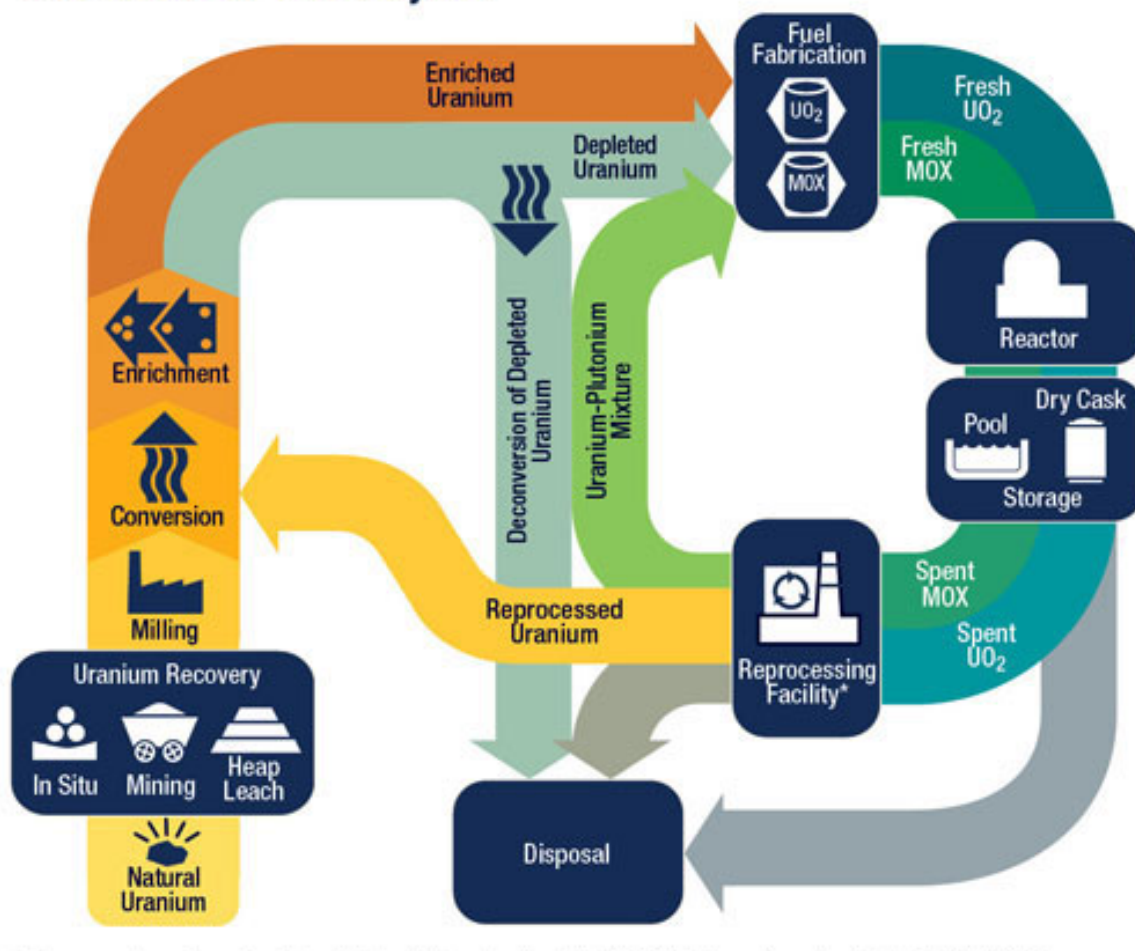 Enriched
Uranium
Depleted
Uranium
Fuel
Fabrication
UO₂
MOX
Fresh
UO₂
Fresh
MOX
Reactor
Dry Cask
Pool
Storage
Enrichment
Conversion
Milling
Deconversion of Depleted
Uranium
Uranium-Plutonium
Mixture
Reprocessed
Uranium
Reprocessing
Facility*
Spent
MOX
Spent
UO₂
Uranium Recovery
In Situ
Mining
Heap
Leach
Natural
Uranium
Disposal